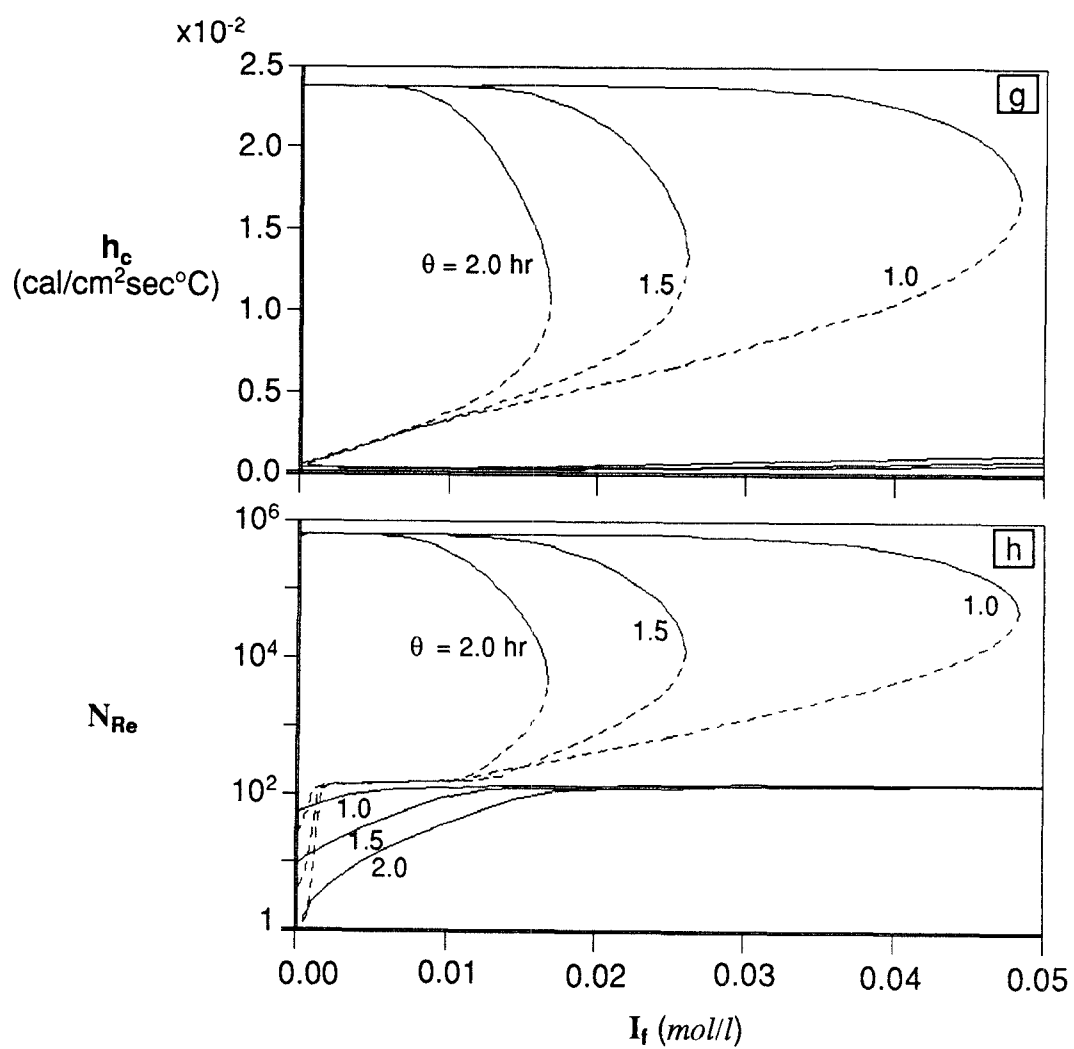 x10⁻²
2.5
2.0
1.5
1.0
0.5
0.0
h꜀
(cal/cm²sec°C)
g
θ = 2.0 hr
1.5
1.0
10⁶
10⁴
10²
1
N_Re
h
θ = 2.0 hr
1.5
1.0
1.0
1.5
2.0
0.00 0.01 0.02 0.03 0.04 0.05
I_f (mol/l)